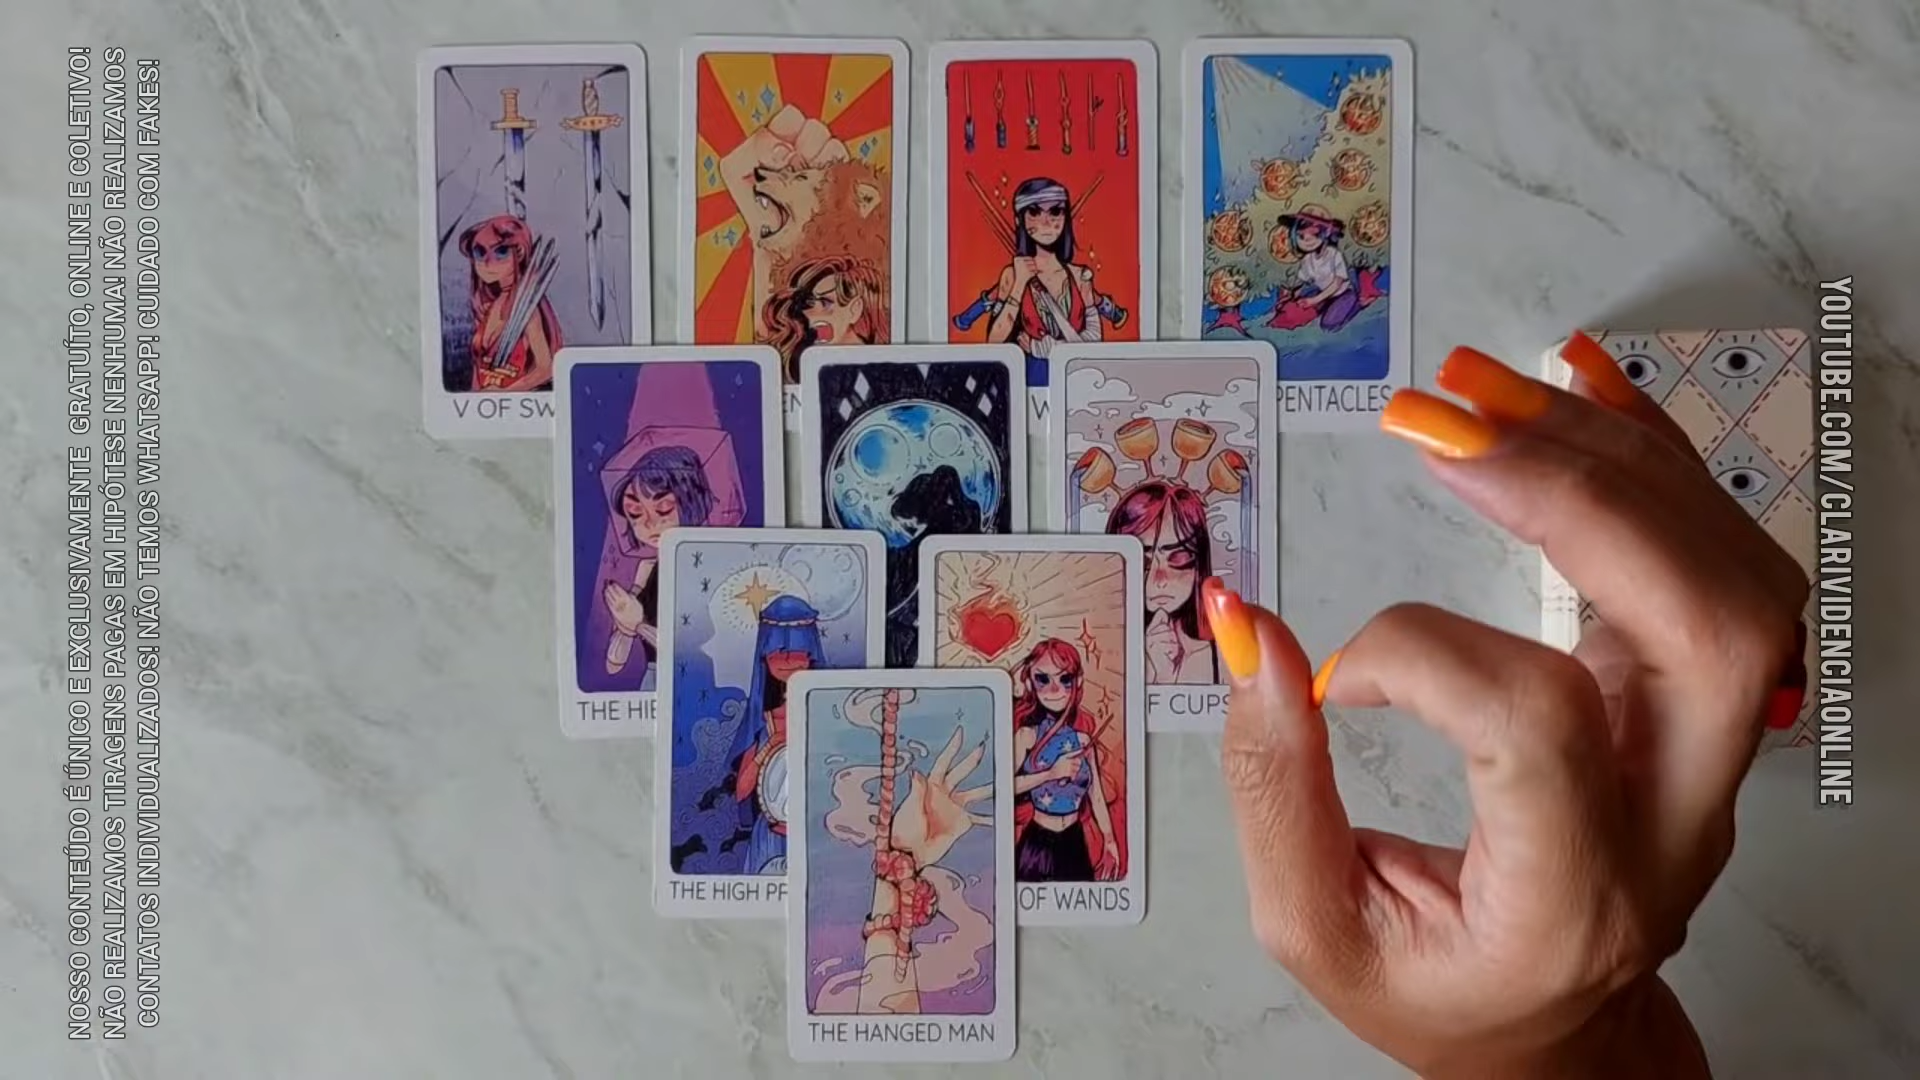 NOSSO CONTEÚDO É ÚNICO E EXCLUSIVAMENTE GRATUÍTO, ONLINE E COLETIVO!
NÃO REALIZAMOS TIRAGENS PAGAS EM HIPÓTESE NENHUMA! NÃO REALIZAMOS
CONTATOS INDIVIDUALIZADOS! NÃO TEMOS WHATSAPP! CUIDADO COM FAKES!
V OF SW
PENTACLES
THE HIE
F CUPS
THE HIGH PR
OF WANDS
THE HANGED MAN
YOUTUBE.COM/CLARIVIDENCIAONLINE